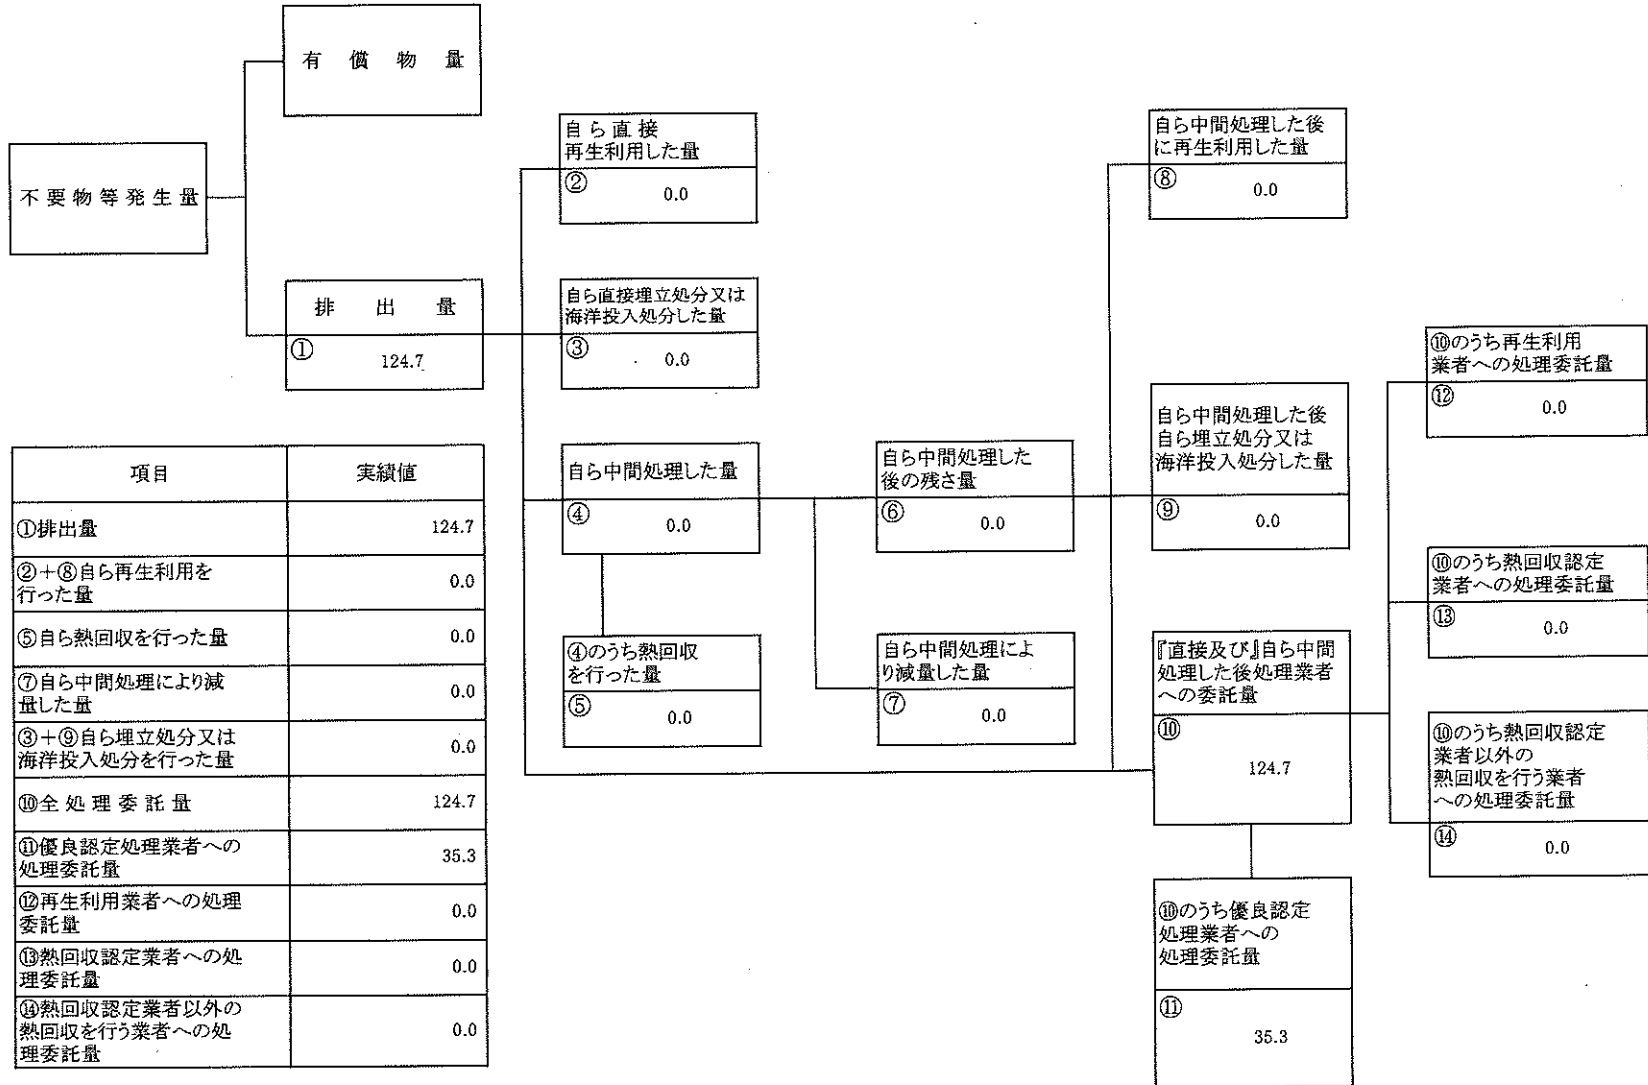 有償物量
不要物等発生量
排出量
①
124.7
自ら直接
再生利用した量
②
0.0
自ら直接埋立処分又は
海洋投入処分した量
③
0.0
自ら中間処理した量
④
0.0
④のうち熱回収
を行った量
⑤
0.0
自ら中間処理した
後の残さ量
⑥
0.0
自ら中間処理によ
り減量した量
⑦
0.0
自ら中間処理した後
に再生利用した量
⑧
0.0
自ら中間処理した後
自ら埋立処分又は
海洋投入処分した量
⑨
0.0
『直接及び』自ら中間
処理した後処理業者
への委託量
⑩
124.7
⑩のうち優良認定
処理業者への
処理委託量
⑪
35.3
⑩のうち再生利用
業者への処理委託量
⑫
0.0
⑩のうち熱回収認定
業者への処理委託量
⑬
0.0
⑩のうち熱回収認定
業者以外の
熱回収を行う業者
への処理委託量
⑭
0.0
項目 実績値
①排出量 124.7
②+⑧自ら再生利用を
行った量 0.0
⑤自ら熱回収を行った量 0.0
⑦自ら中間処理により減
量した量 0.0
③+⑨自ら埋立処分又は
海洋投入処分を行った量 0.0
⑩全処理委託量 124.7
⑪優良認定処理業者への
処理委託量 35.3
⑫再生利用業者への処理
委託量 0.0
⑬熱回収認定業者への処
理委託量 0.0
⑭熱回収認定業者以外の
熱回収を行う業者への処
理委託量 0.0